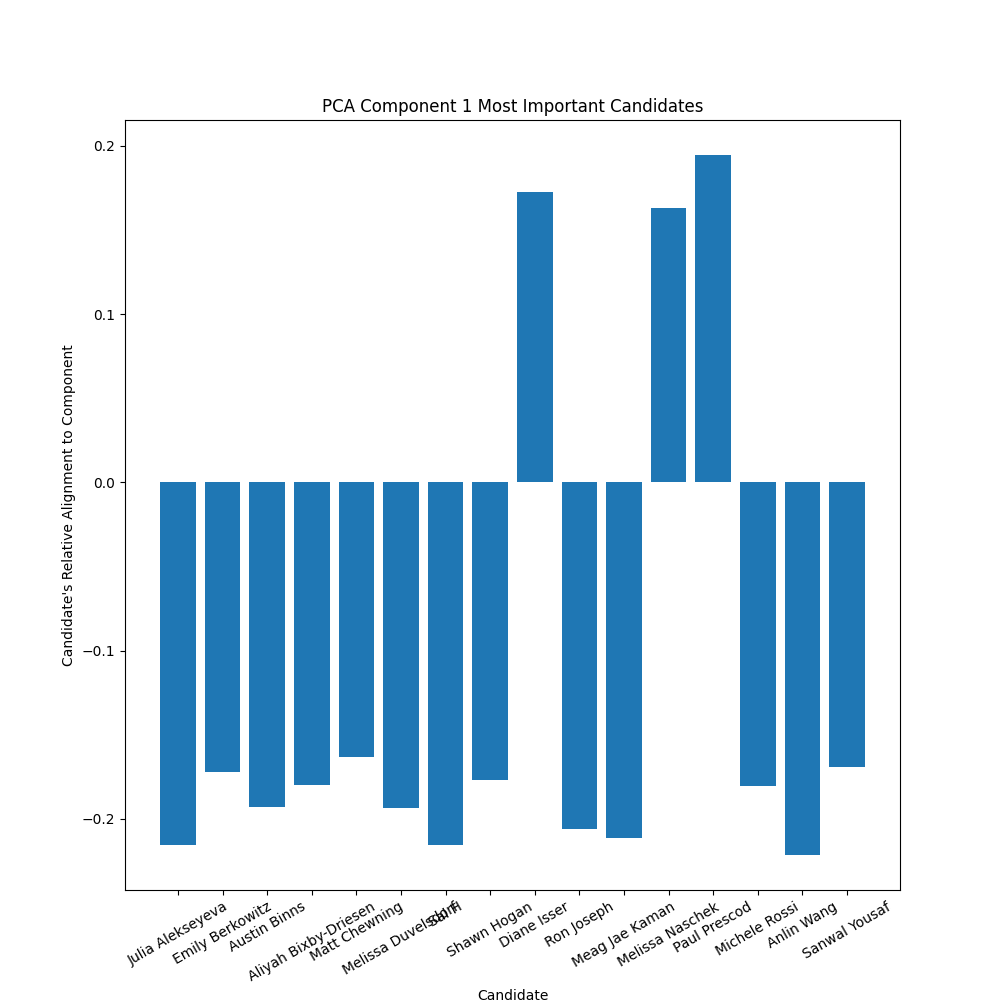 PCA Component 1 Most Important Candidates
Candidate's Relative Alignment to Component
0.2
0.1
0.0
−0.1
−0.2
Julia Alekseyeva
Emily Berkowitz
Austin Binns
Aliyah Bixby-Driesen
Matt Chewning
Melissa
Shawn Hogan
Diane Isser
Ron Joseph
Meag Jae Kaman
Melissa Naschek
Paul Prescod
Michele Rossi
Anlin Wang
Sanwal Yousaf
Candidate